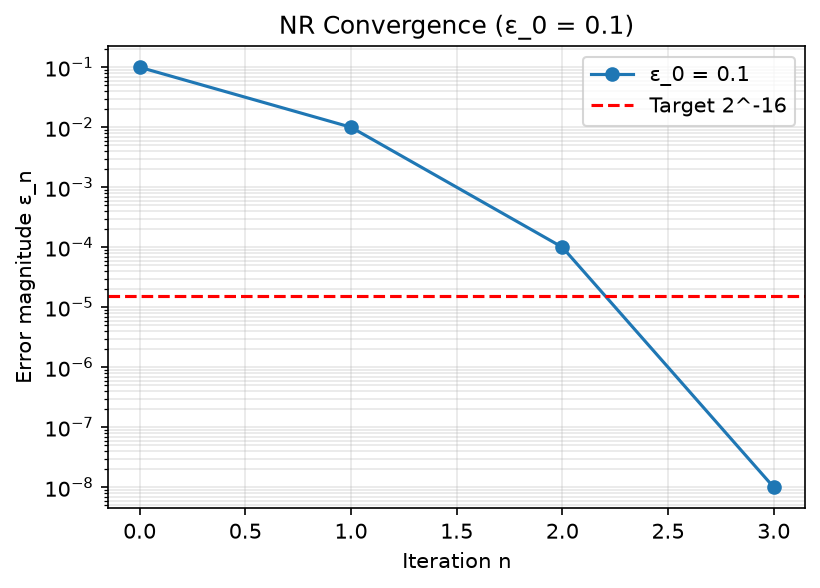 NR Convergence (ε_0 = 0.1)
ε_0 = 0.1
Target 2^-16
Error magnitude ε_n
10⁻¹
10⁻²
10⁻³
10⁻⁴
10⁻⁵
10⁻⁶
10⁻⁷
10⁻⁸
0.0 0.5 1.0 1.5 2.0 2.5 3.0
Iteration n